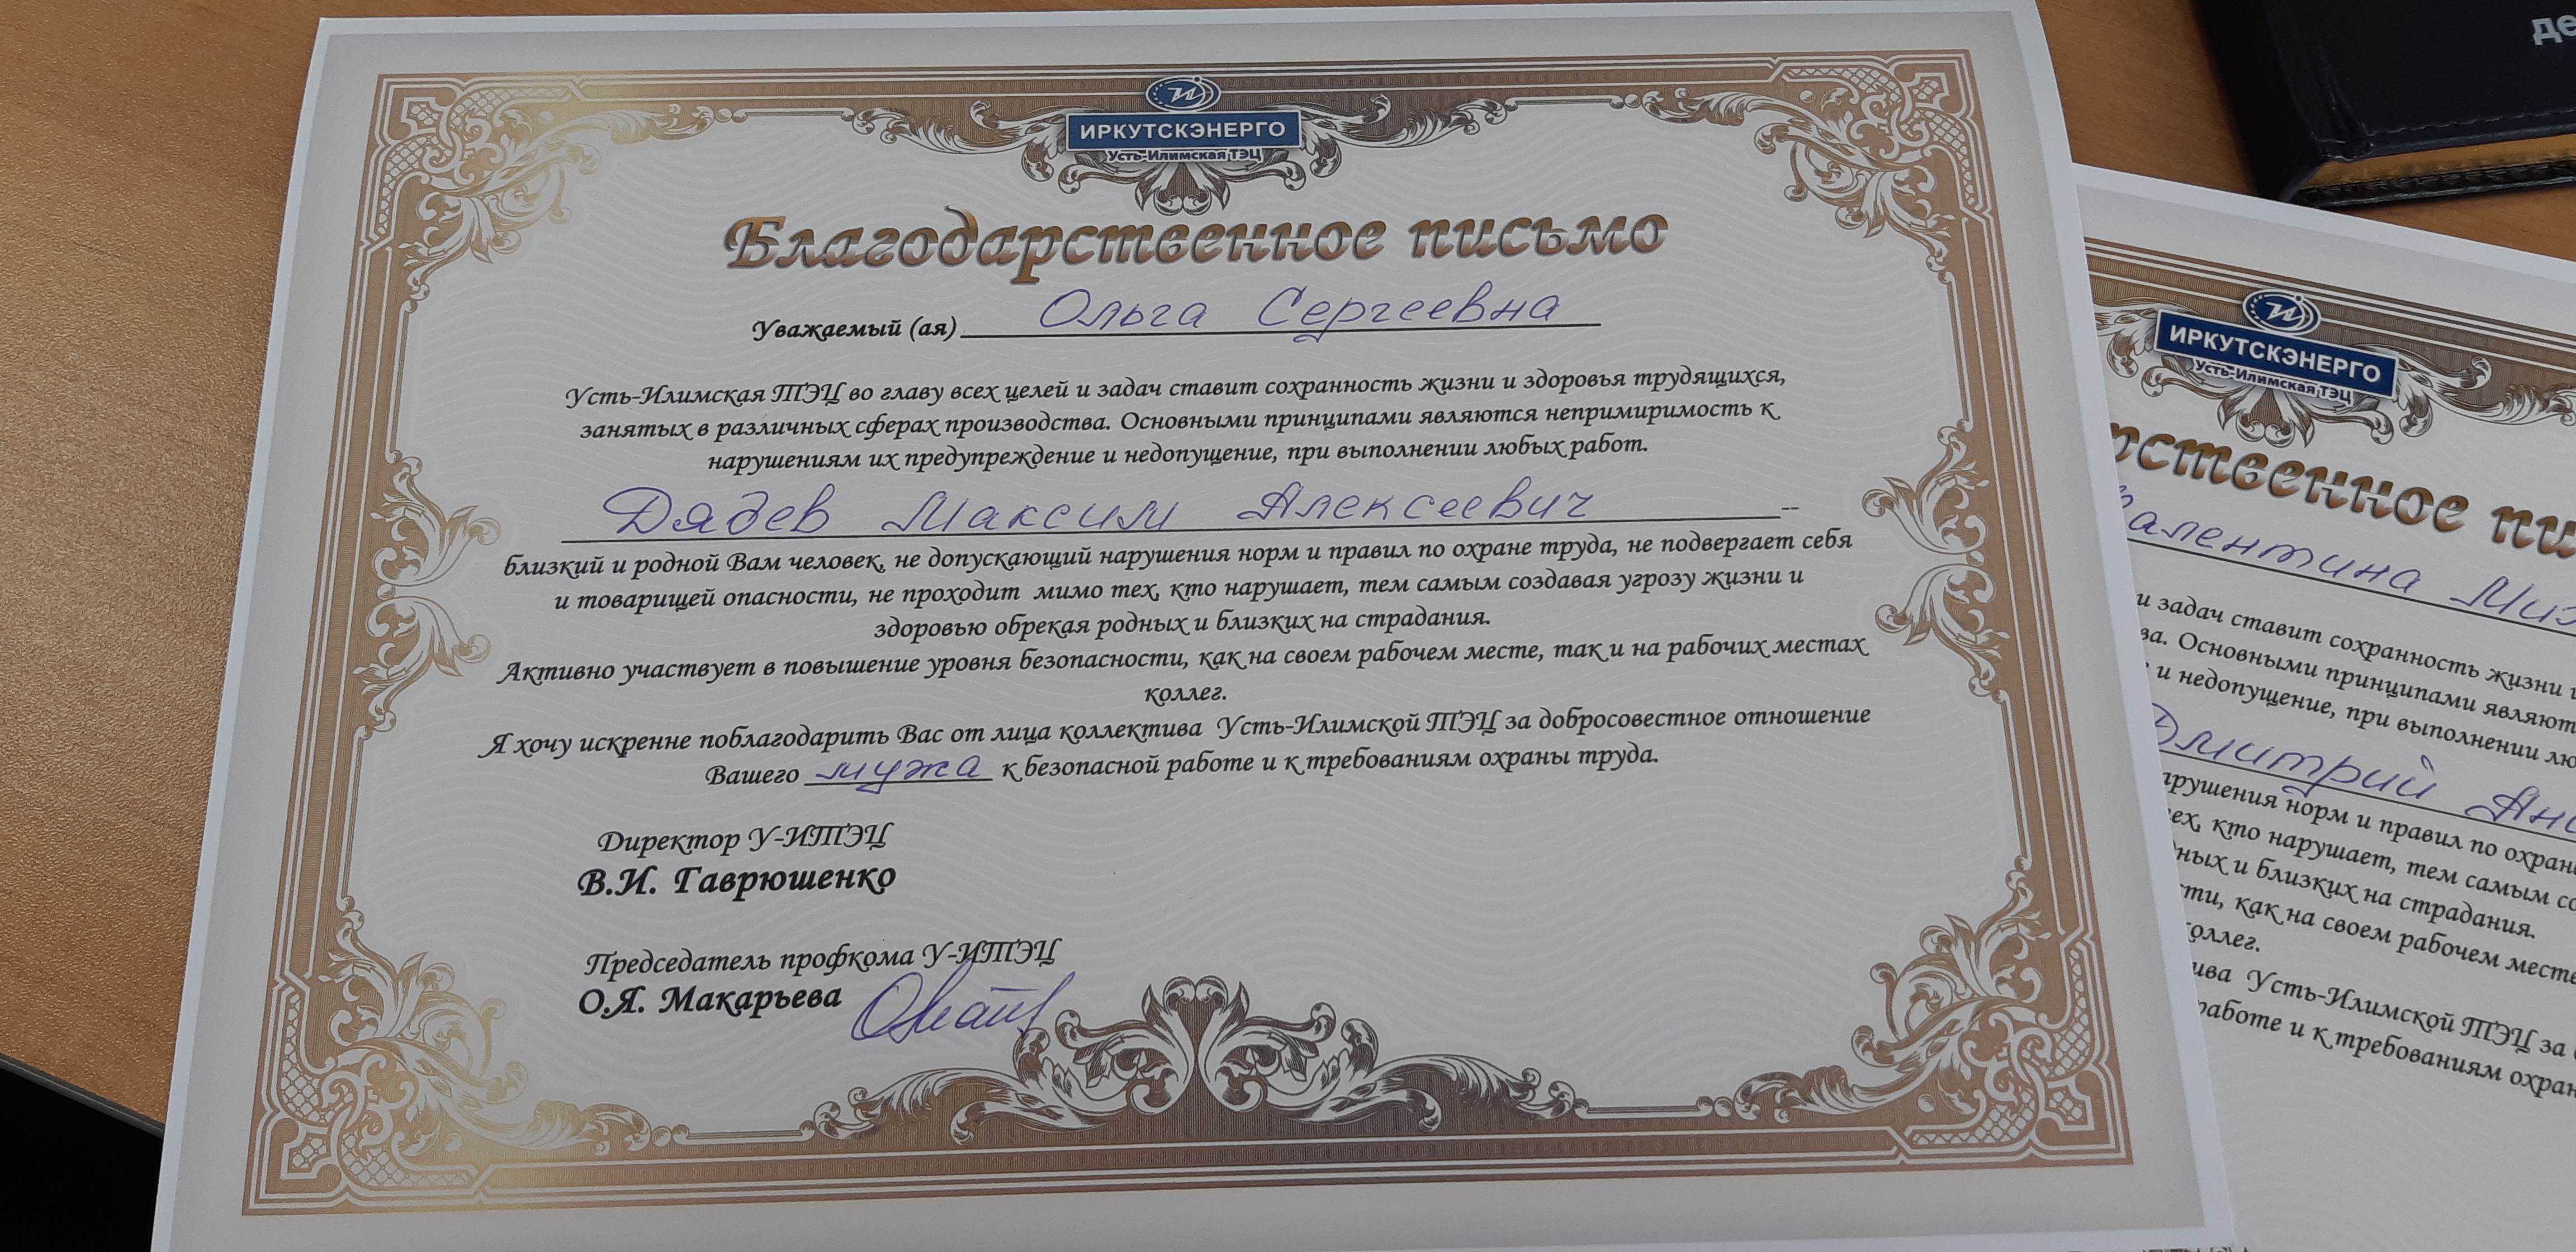 ИРКУТСКЭНЕРГО
Усть-Илимская ТЭЦ
Благодарственное письмо
Уважаемый (ая) Ольга Сергеевна
Усть-Илимская ТЭЦ во главу всех целей и задач ставит сохранность жизни и здоровья трудящихся,
занятых в различных сферах производства. Основными принципами являются непримиримость к
нарушениям их предупреждение и недопущение, при выполнении любых работ.
Дядев Максим Алексеевич --
близкий и родной Вам человек, не допускающий нарушения норм и правил по охране труда, не подвергает себя
и товарищей опасности, не проходит мимо тех, кто нарушает, тем самым создавая угрозу жизни и
здоровью обрекая родных и близких на страдания.
Активно участвует в повышение уровня безопасности, как на своем рабочем месте, так и на рабочих местах
коллег.
Я хочу искренне поблагодарить Вас от лица коллектива Усть-Илимской ТЭЦ за добросовестное отношение
Вашего мужа к безопасной работе и к требованиям охраны труда.
Директор У-ИТЭЦ
В.И. Гаврюшенко
Председатель профкома У-ИТЭЦ
О.Я. Макарьева
ИРКУТСКЭНЕРГО
Усть-Илимская ТЭЦ
рственное пи
алентина
и задач ставит сохранность жизни
ва. Основными принципами являют
и недопущение, при выполнении лю
Дмитрий
арушения норм и правил по охран
ех, кто нарушает, тем самым со
ных и близких на страдания.
ти, как на своем рабочем месте
коллег.
ива Усть-Илимской ТЭЦ за
работе и к требованиям охран
де